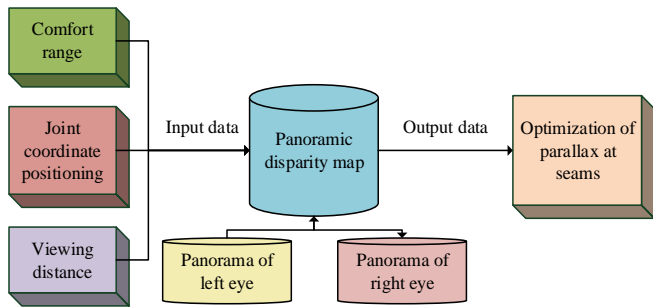 Comfort
range
Joint
coordinate
positioning
Viewing
distance
Input data
Panoramic
disparity map
Output data
Optimization of
parallax at
seams
Panorama of
left eye
Panorama of
right eye